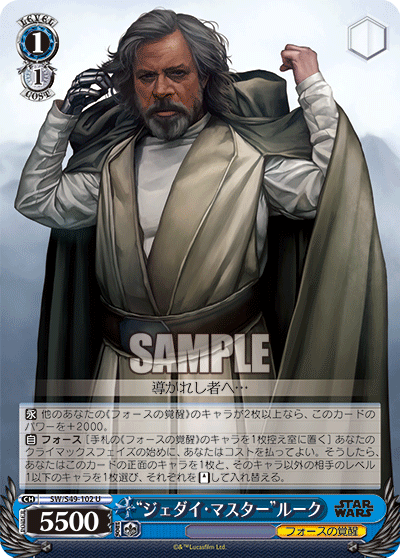 LEVEL
1
1
COST
SAMPLE
導かれし者へ…
永 他のあなたの《フォースの覚醒》のキャラが2枚以上なら、このカードの
パワーを+2000。
自 フォース [手札の《フォースの覚醒》のキャラを1枚控え室に置く] あなたの
クライマックスフェイズの始めに、あなたはコストを払ってよい。そうしたら、
あなたはこのカードの正面のキャラを1枚と、それ以外の相手のレベル
1以下のキャラを1枚選び、それぞれを【 】して入れ替える。
CH SW/S49-102 U
5500
“ジェダイ・マスター”ルーク
STAR WARS
フォースの覚醒
©&™Lucasfilm Ltd.